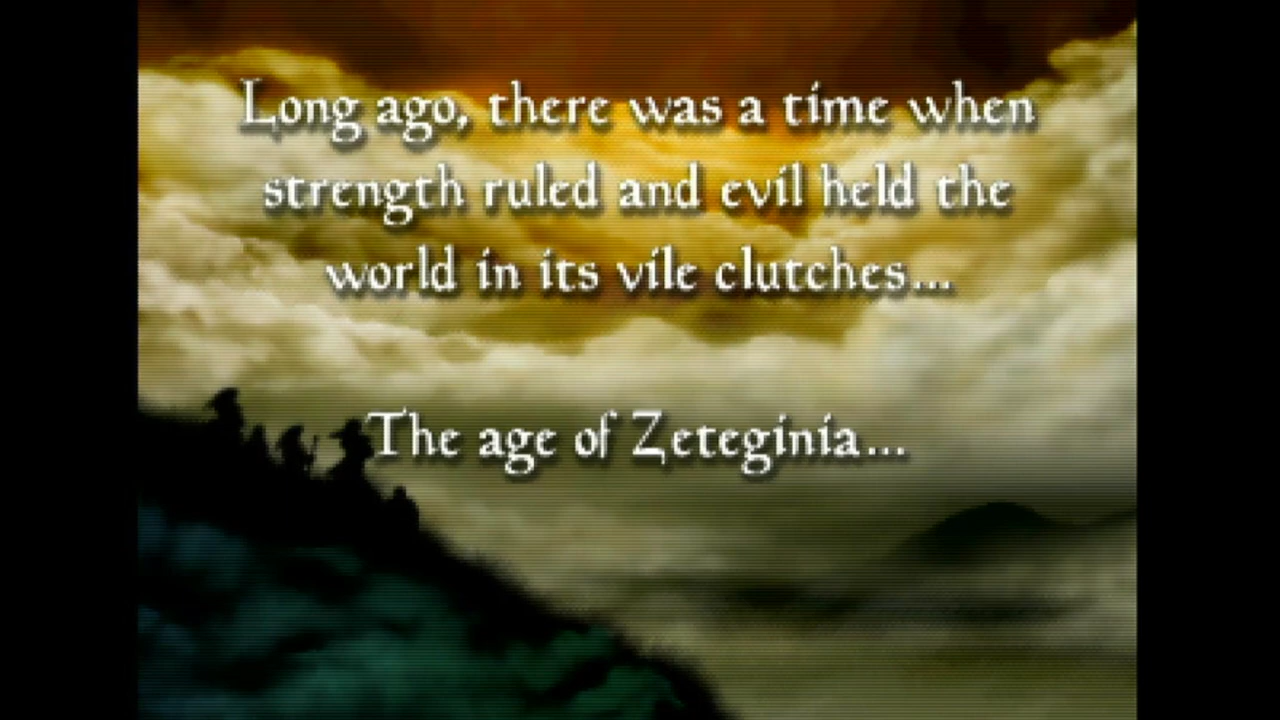 Long ago, there was a time when
strength ruled and evil held the
world in its vile clutches...
The age of Zeteginia...